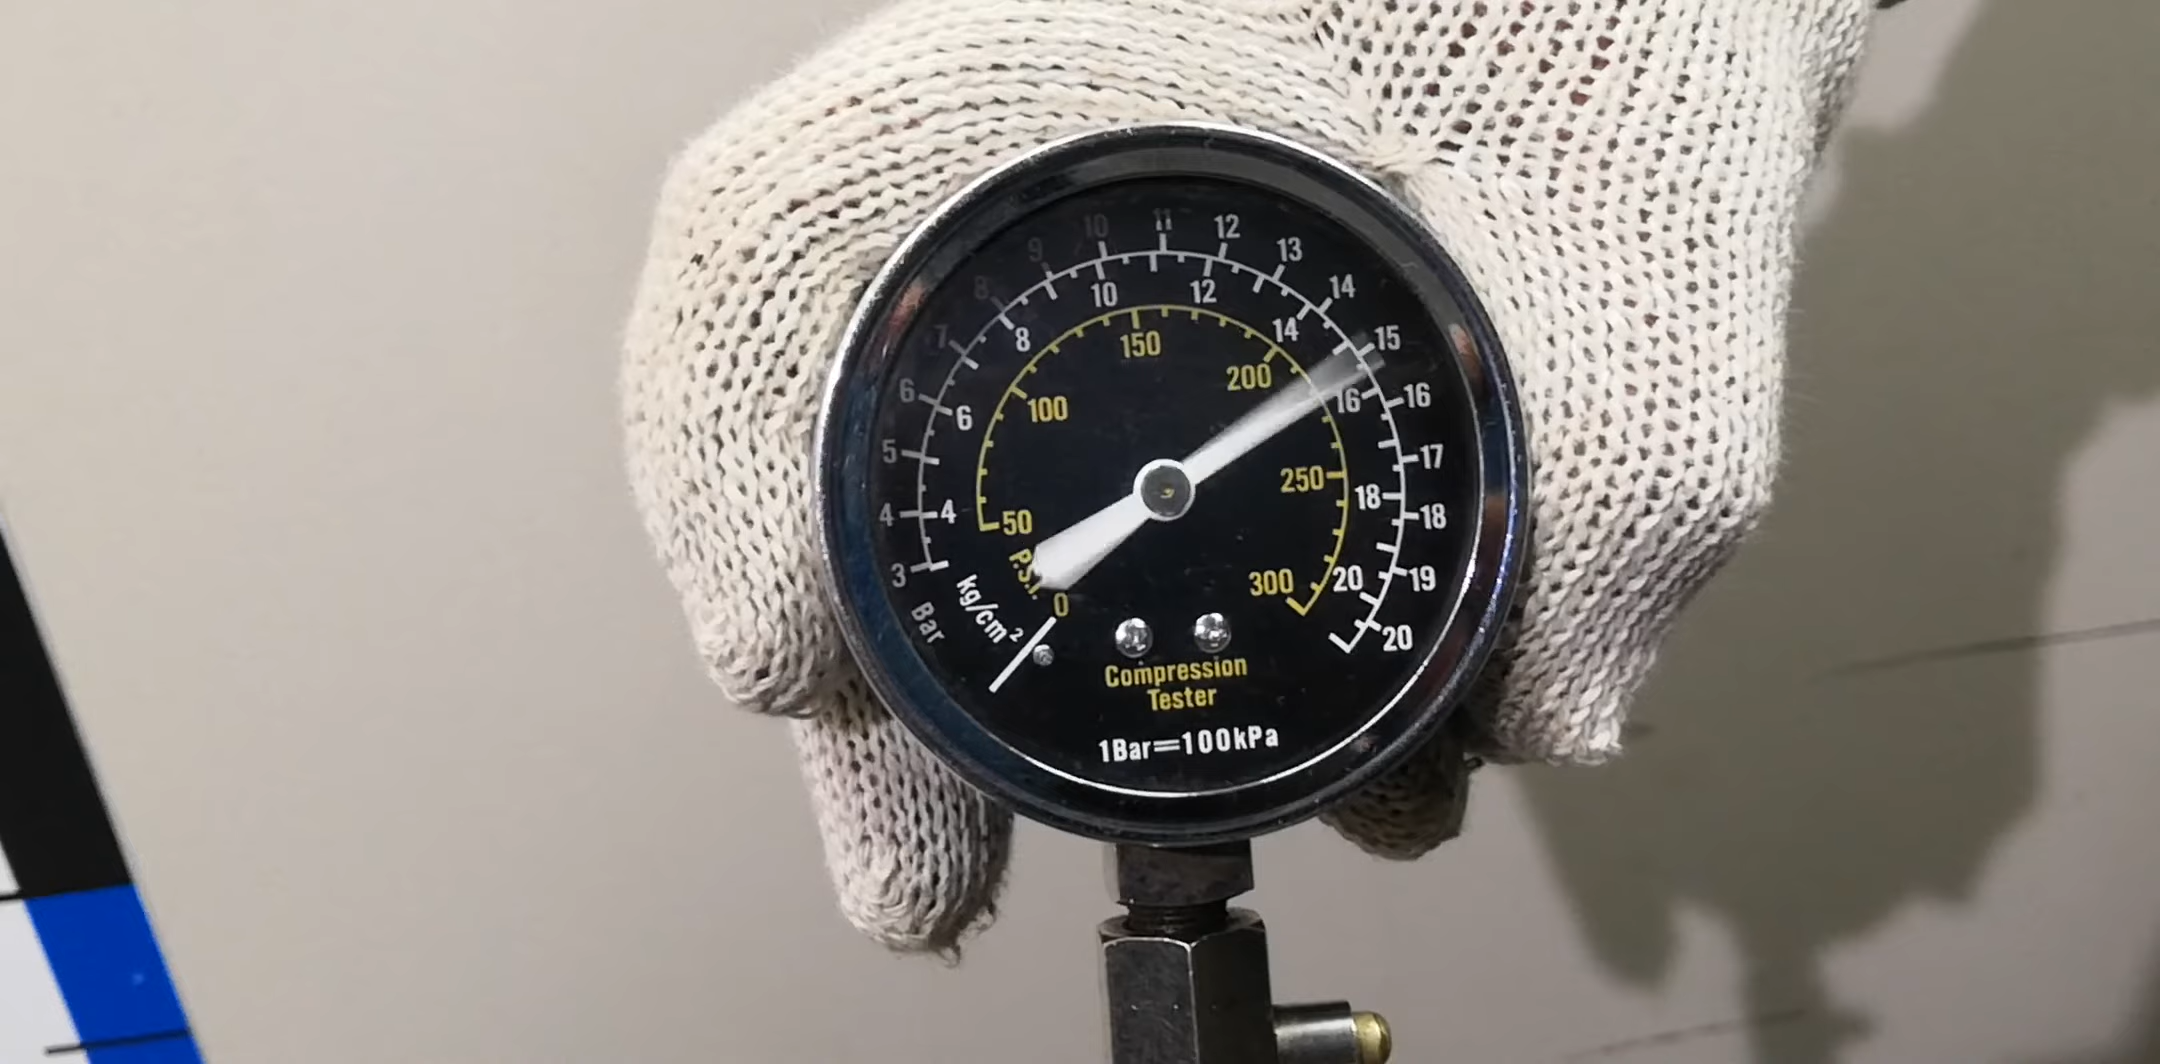 3 4 5 6 7 8 9 10 11 12 13 14 15 16 17 18 19 20
Bar
4 6 8 10 12 14 16 18 20
kg/cm²
0 50 100 150 200 250 300
P.S.I.
Compression
Tester
1Bar=100kPa